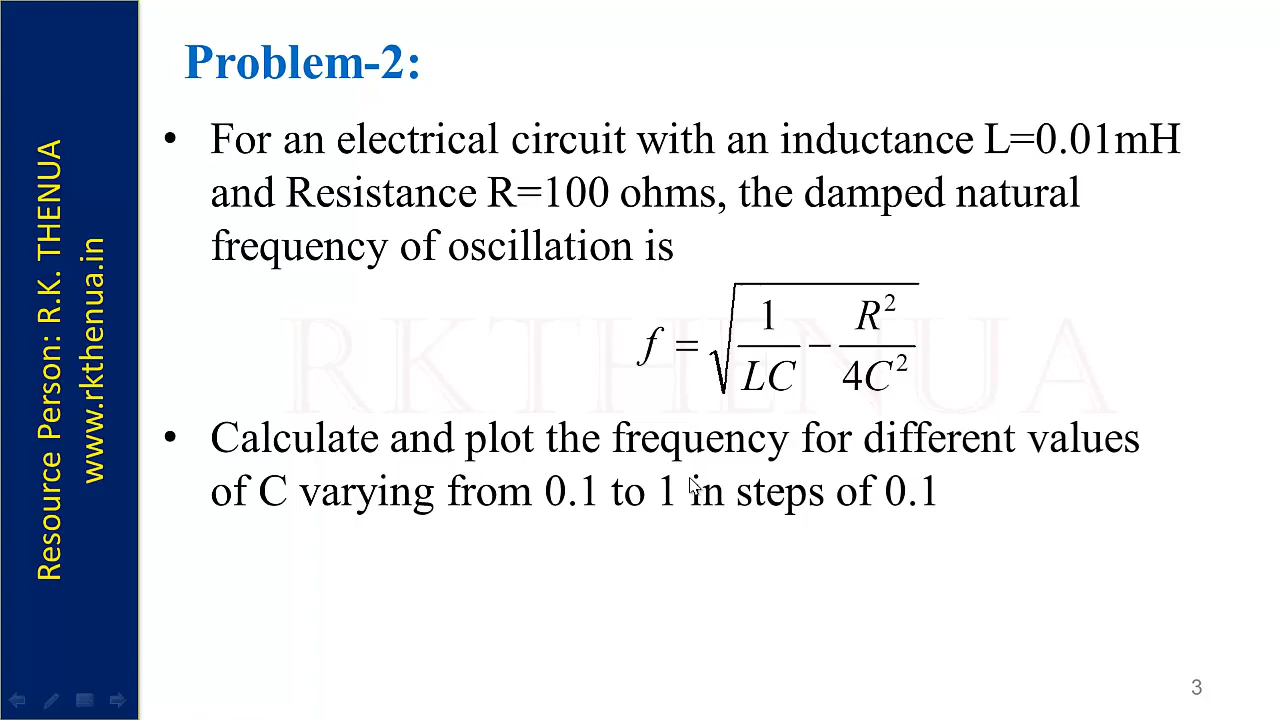 Problem-2:
• For an electrical circuit with an inductance L=0.01mH
and Resistance R=100 ohms, the damped natural
frequency of oscillation is
f = √(1/LC − R²/4C²)
• Calculate and plot the frequency for different values
of C varying from 0.1 to 1 in steps of 0.1
Resource Person: R.K. THENUA
www.rkthenua.in
RKTHENUA
3